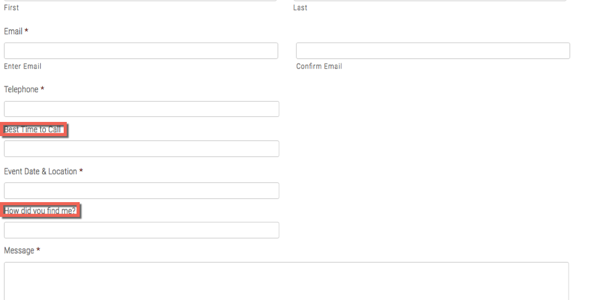 First Last
Email *
Enter Email Confirm Email
Telephone *
Best Time to Call
Event Date & Location *
How did you find me?
Message *